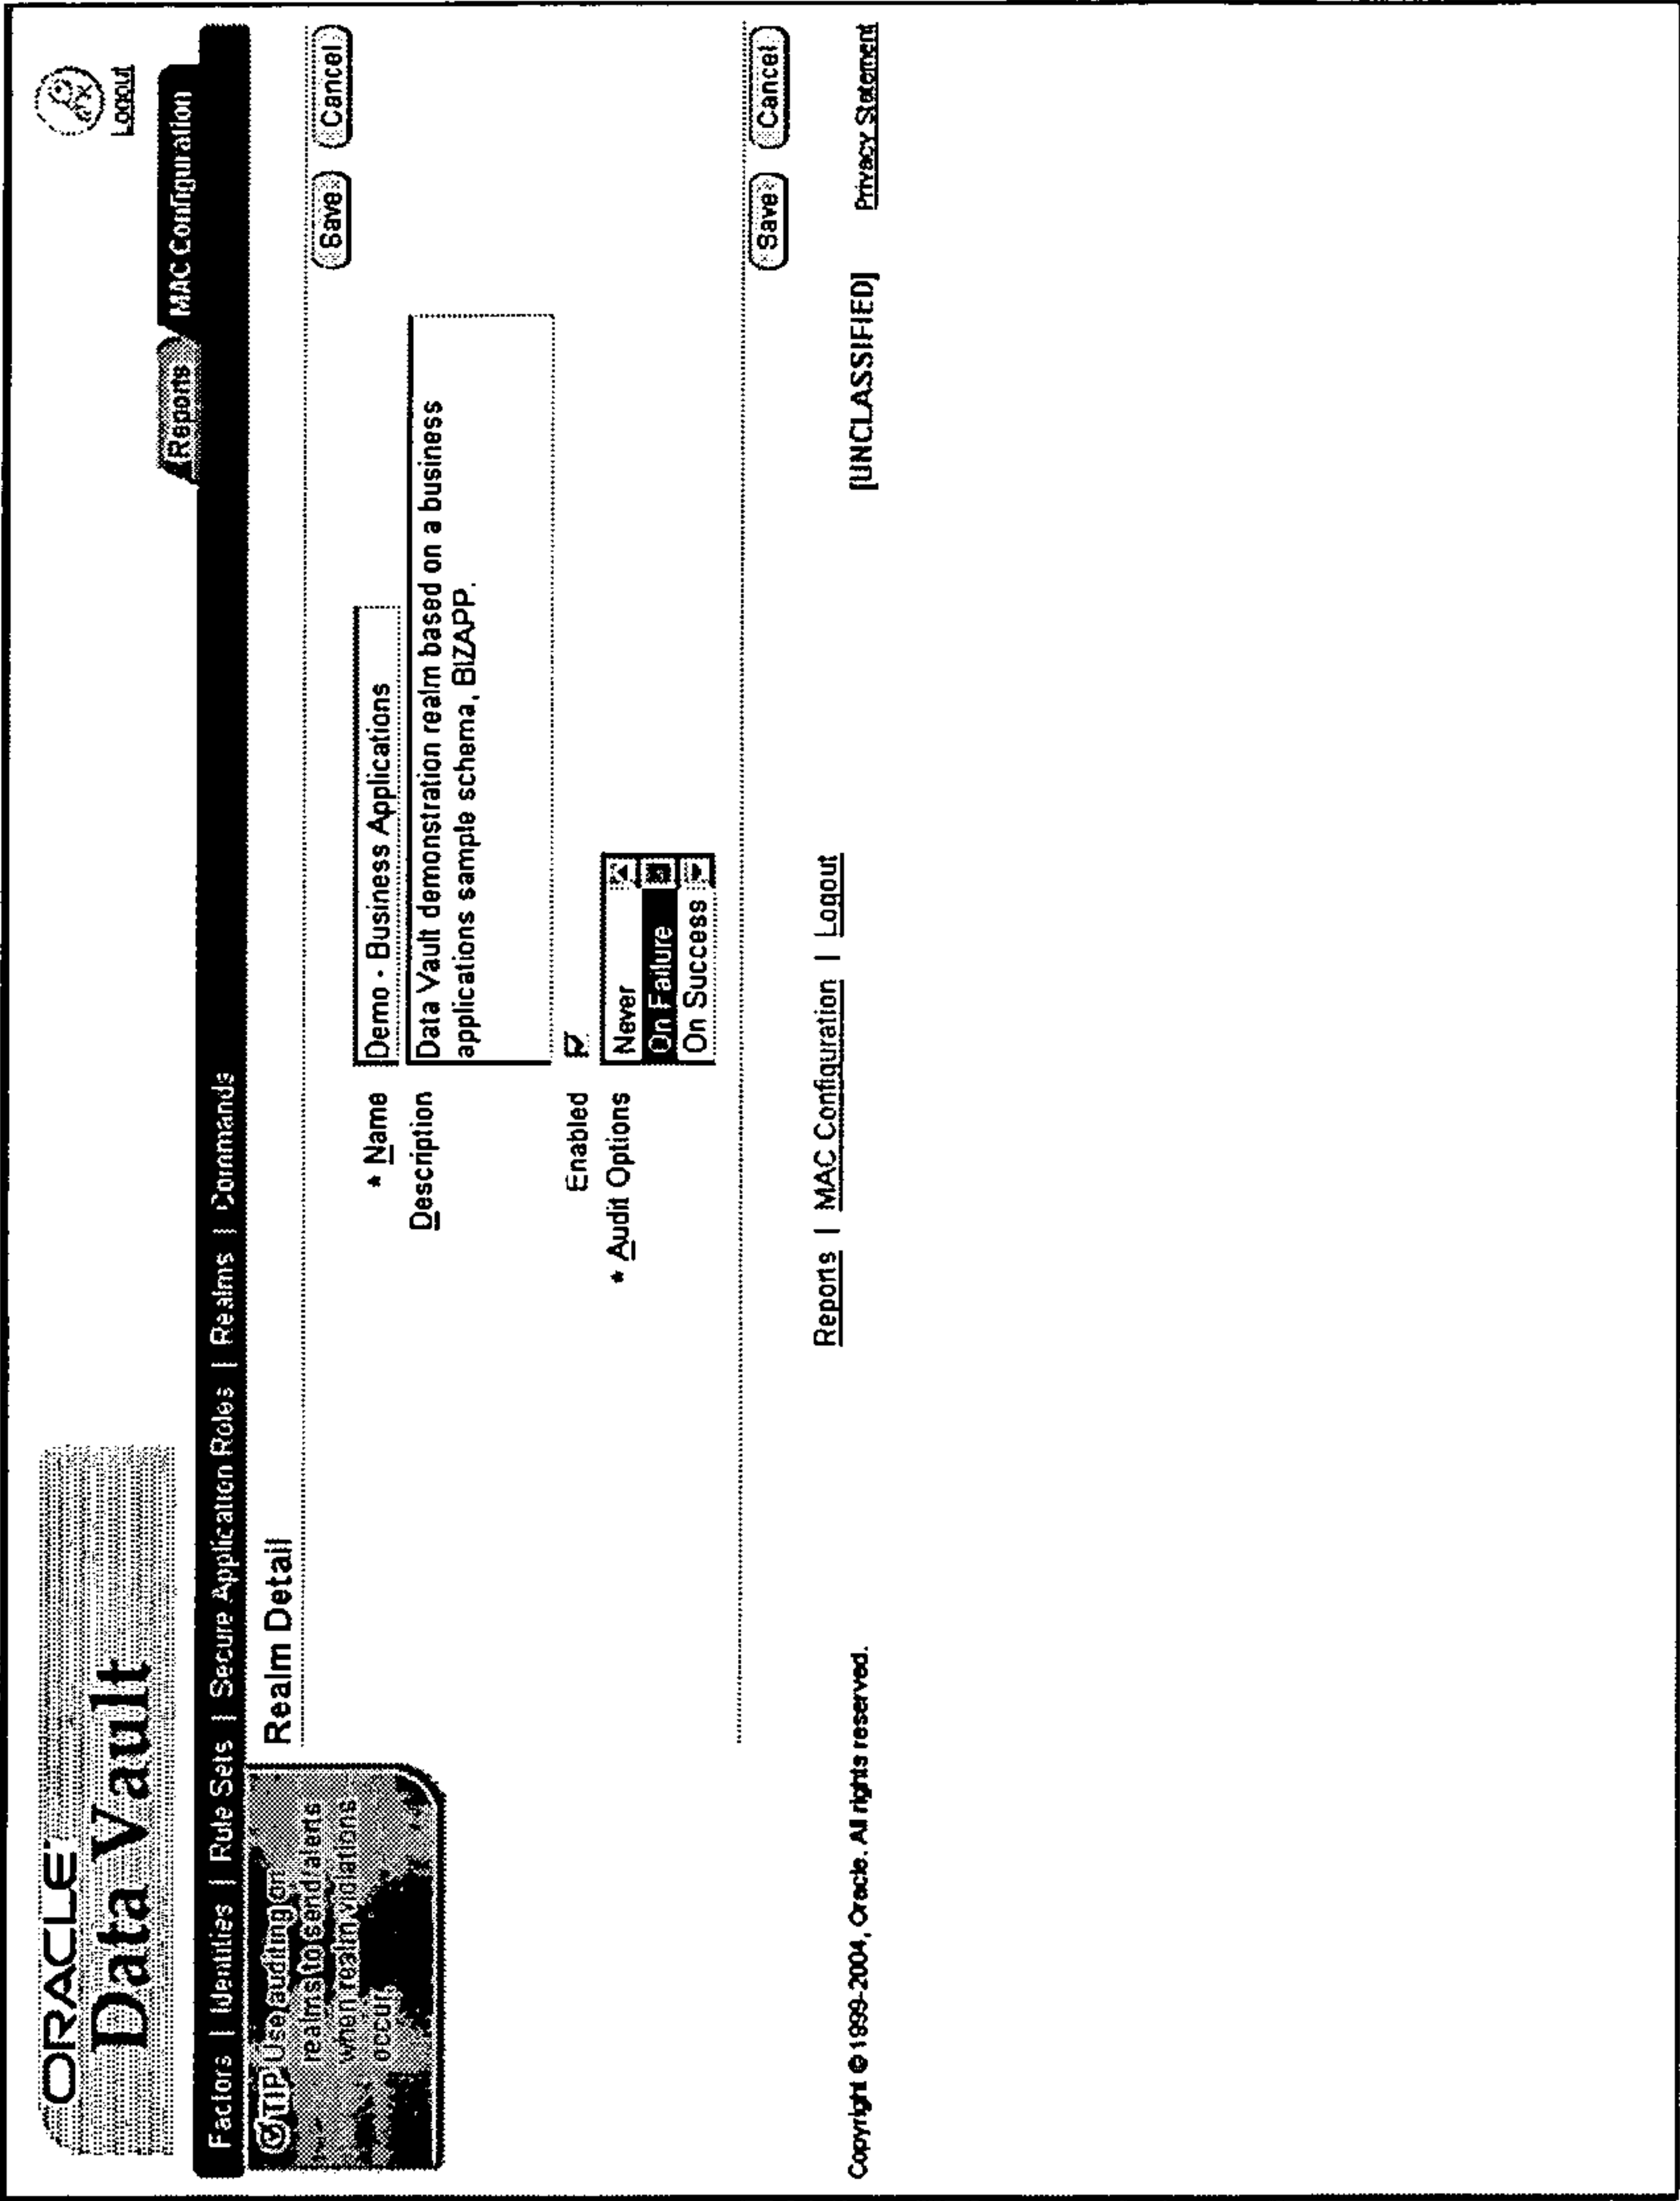 ORACLE
Data Vault
Logout
Reports
MAC Configuration
Factors | Identities | Rule Sets | Secure Application Roles | Realms | Commands
TIP Use auditing on
realms to send alerts
when realm violations
occur.
Realm Detail
Save Cancel
* Name Demo - Business Applications
Description Data Vault demonstration realm based on a business
applications sample schema, BIZAPP.
Enabled
* Audit Options Never
On Failure
On Success
Save Cancel
Reports | MAC Configuration | Logout
Copyright © 1999-2004, Oracle. All rights reserved. [UNCLASSIFIED] Privacy Statement